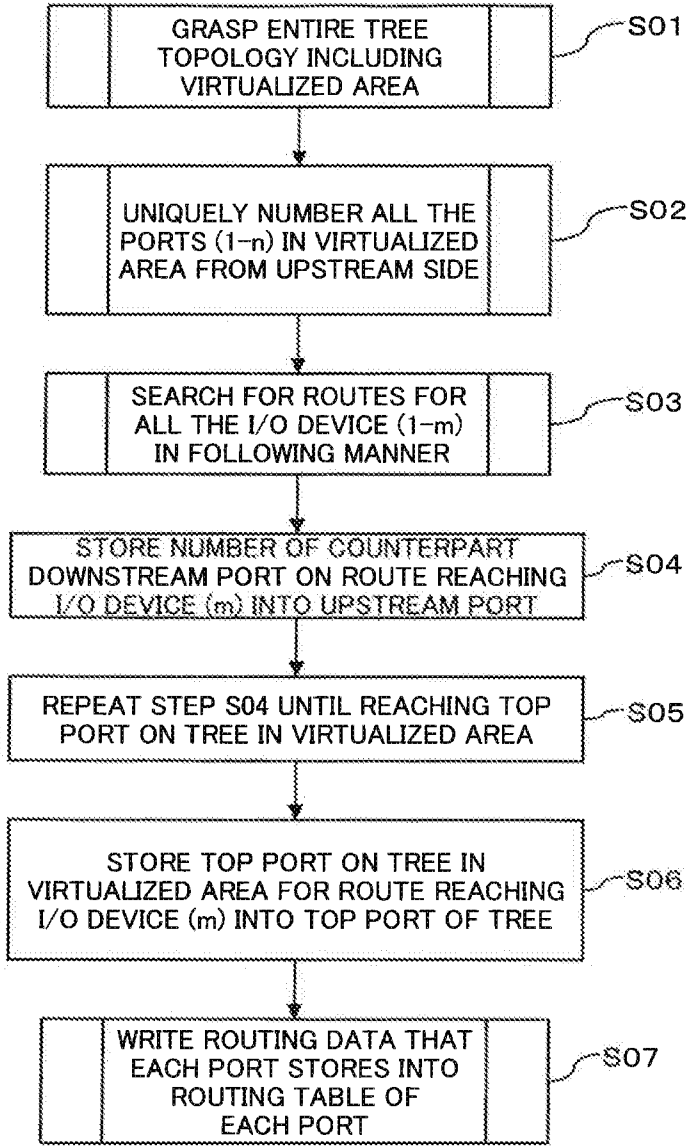 GRASP ENTIRE TREE
TOPOLOGY INCLUDING
VIRTUALIZED AREA
S01
UNIQUELY NUMBER ALL THE
PORTS (1-n) IN VIRTUALIZED
AREA FROM UPSTREAM SIDE
S02
SEARCH FOR ROUTES FOR
ALL THE I/O DEVICE (1-m)
IN FOLLOWING MANNER
S03
STORE NUMBER OF COUNTERPART
DOWNSTREAM PORT ON ROUTE REACHING
I/O DEVICE (m) INTO UPSTREAM PORT
S04
REPEAT STEP S04 UNTIL REACHING TOP
PORT ON TREE IN VIRTUALIZED AREA
S05
STORE TOP PORT ON TREE IN
VIRTUALIZED AREA FOR ROUTE REACHING
I/O DEVICE (m) INTO TOP PORT OF TREE
S06
WRITE ROUTING DATA THAT
EACH PORT STORES INTO
ROUTING TABLE OF
EACH PORT
S07